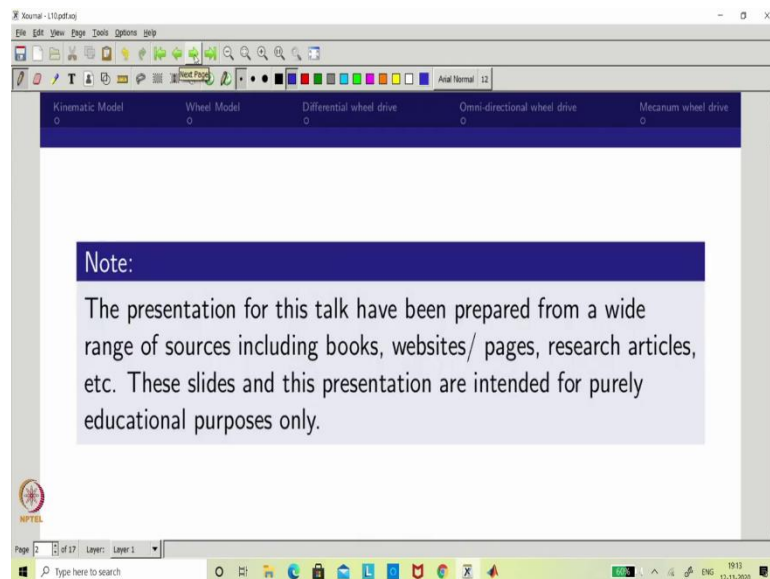 Xournal - L10.pdf.xoj
File Edit View Page Tools Options Help
Next Page
Arial Normal 12
Kinematic Model Wheel Model Differential wheel drive Omni-directional wheel drive Mecanum wheel drive
Note:
The presentation for this talk have been prepared from a wide
range of sources including books, websites/ pages, research articles,
etc. These slides and this presentation are intended for purely
educational purposes only.
NPTEL
Page 2 of 17 Layer: Layer 1
Type here to search
60%
ENG
19:13
12-11-2020